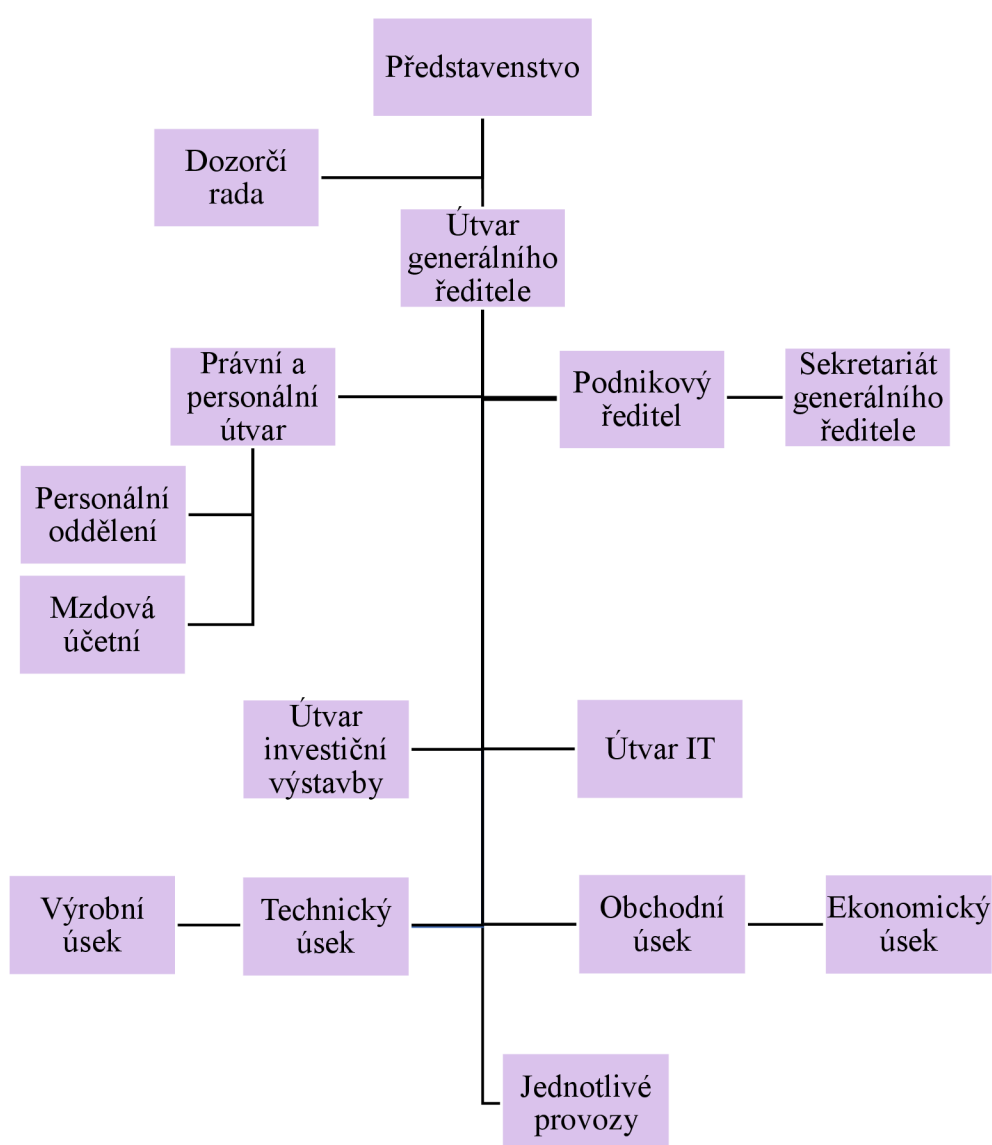 Představenstvo
Dozorčí
rada
Útvar
generálního
ředitele
Právní a
personální
útvar
Podnikový
ředitel
Sekretariát
generálního
ředitele
Personální
oddělení
Mzdová
účetní
Útvar
investiční
výstavby
Útvar IT
Výrobní
úsek
Technický
úsek
Obchodní
úsek
Ekonomický
úsek
Jednotlivé
provozy